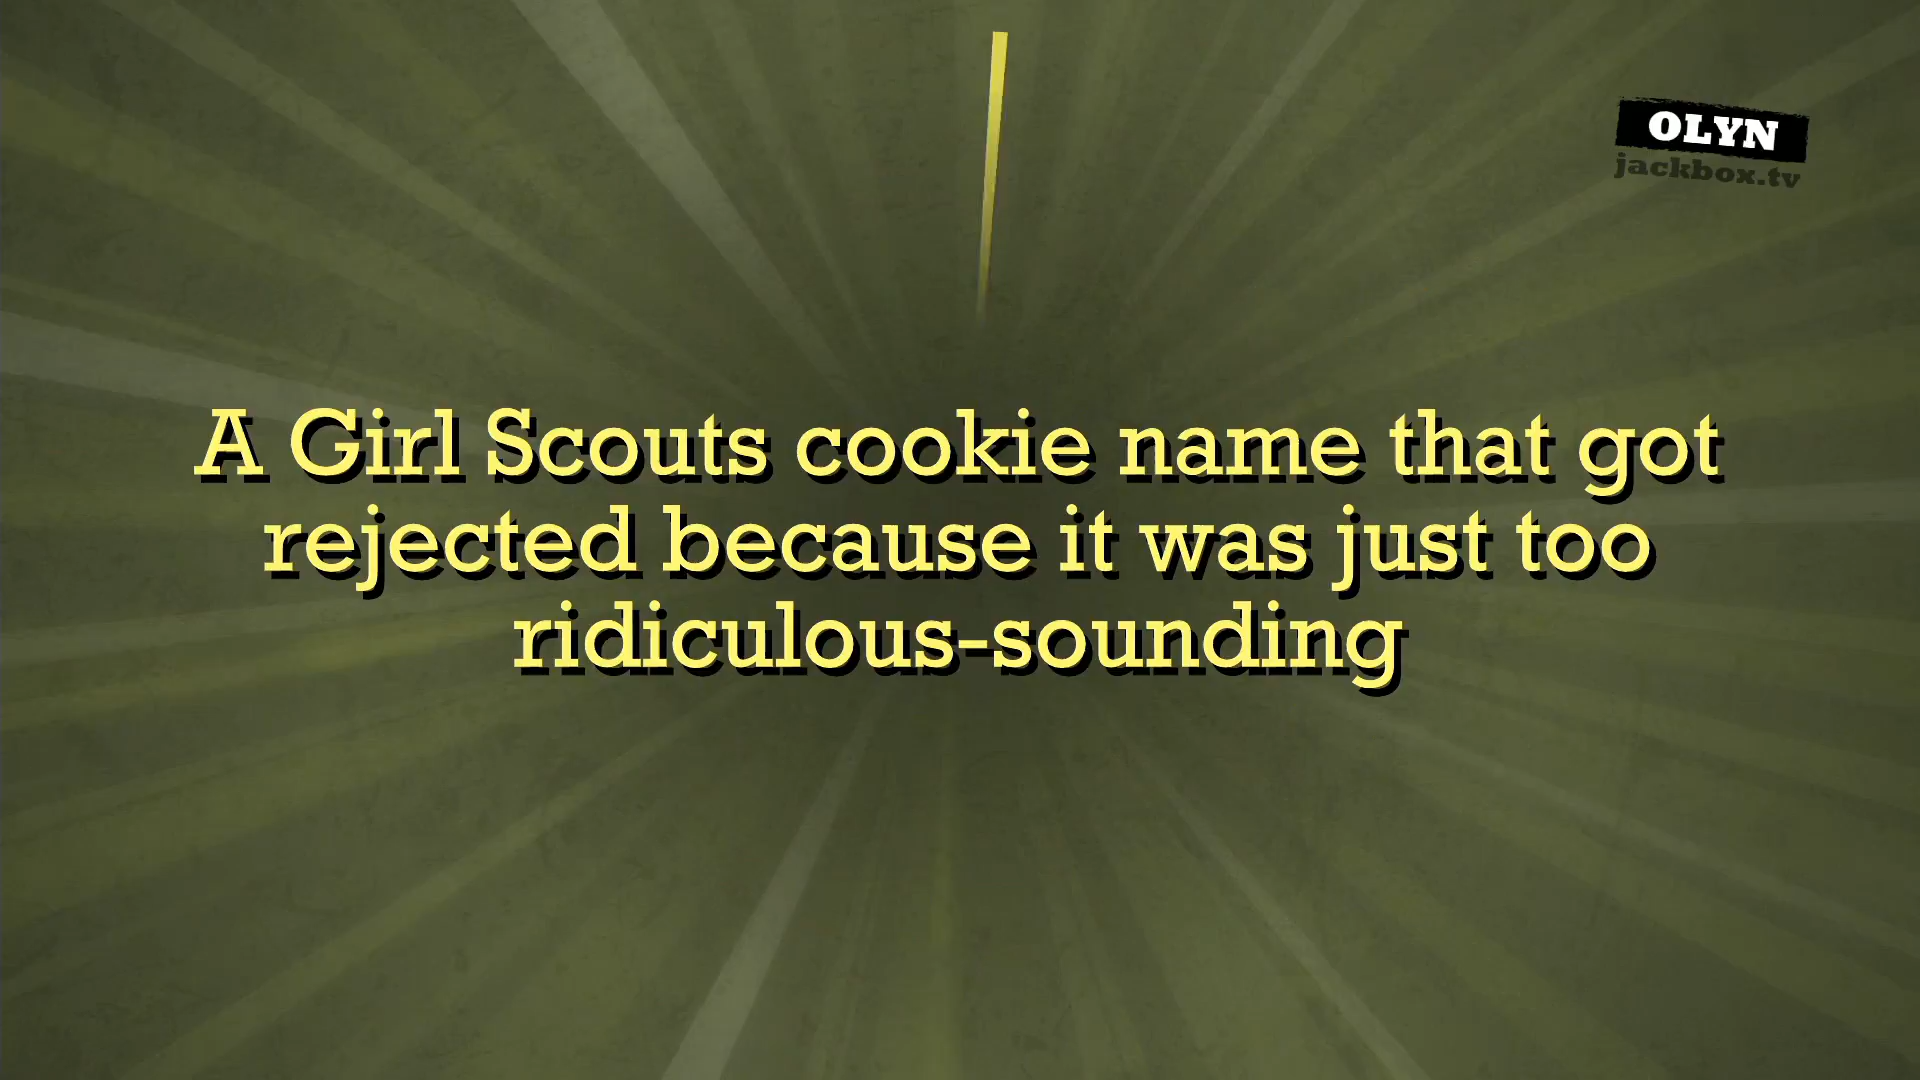 OLYN
jackbox.tv
A Girl Scouts cookie name that got
rejected because it was just too
ridiculous-sounding